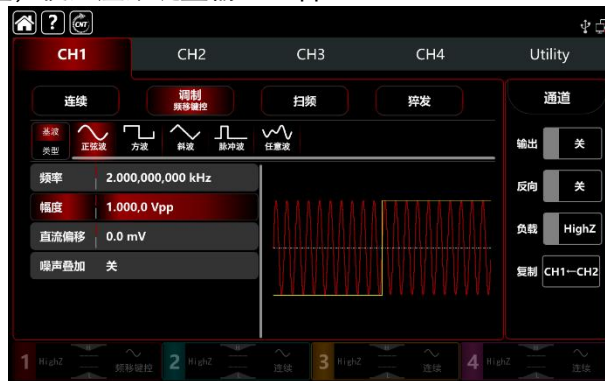 ? CNT
CH1 CH2 CH3 CH4 Utility
连续 调制 频移键控 扫频 猝发 通道
基波 类型 正弦波 方波 斜波 脉冲波 任意波
输出 关
频率 2.000,000,000 kHz
反向 关
幅度 1.000,0 Vpp
负载 HighZ
直流偏移 0.0 mV
噪声叠加 关
复制 CH1←CH2
1 HighZ 频移键控 2 HighZ 连续 3 HighZ 连续 4 HighZ 连续